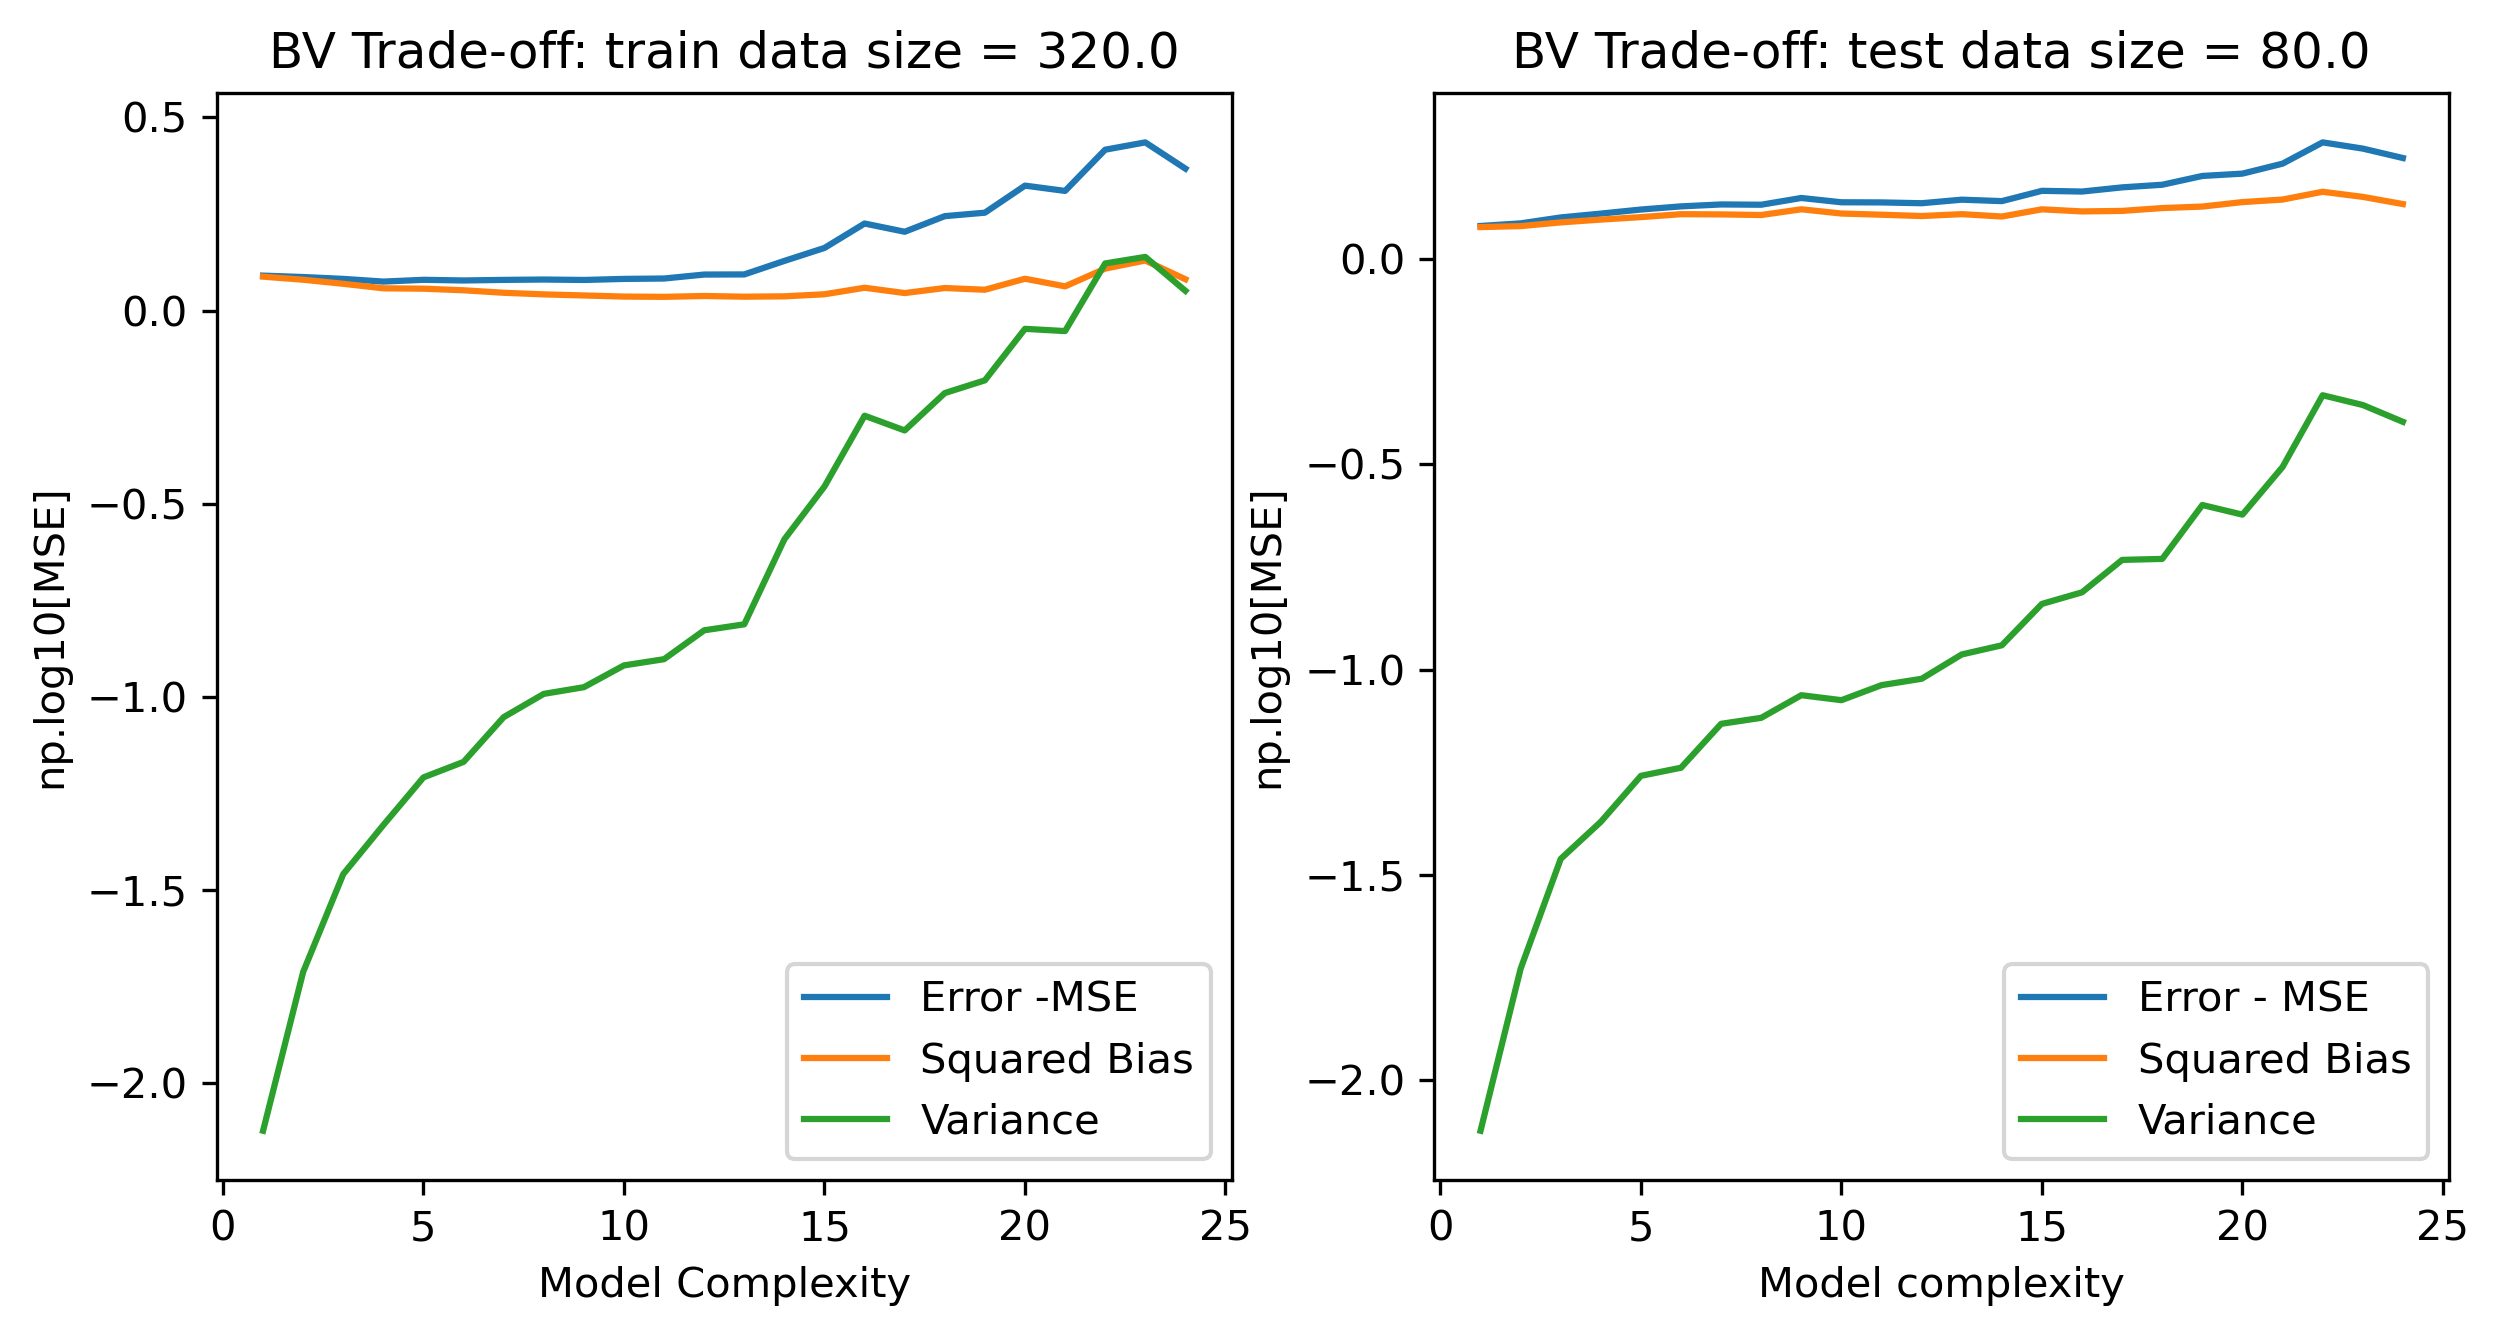 BV Trade-off: train data size = 320.0
0.5
0.0
−0.5
−1.0
−1.5
−2.0
np.log10[MSE]
Error -MSE
Squared Bias
Variance
0 5 10 15 20 25
Model Complexity
BV Trade-off: test data size = 80.0
0.0
−0.5
−1.0
−1.5
−2.0
np.log10[MSE]
Error - MSE
Squared Bias
Variance
0 5 10 15 20 25
Model complexity